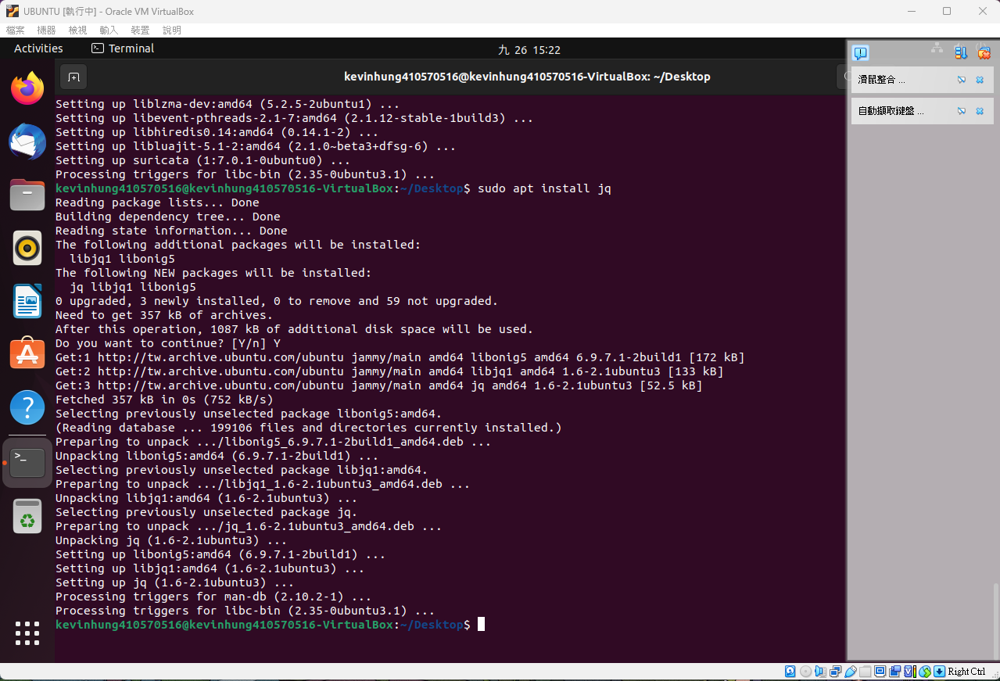 UBUNTU [執行中] - Oracle VM VirtualBox
檔案 機器 檢視 輸入 裝置 說明
Activities Terminal 九 26 15:22
kevinhung410570516@kevinhung410570516-VirtualBox: ~/Desktop
滑鼠整合 ...
自動擷取鍵盤 ...
Setting up liblzma-dev:amd64 (5.2.5-2ubuntu1) ...
Setting up libevent-pthreads-2.1-7:amd64 (2.1.12-stable-1build3) ...
Setting up libhiredis0.14:amd64 (0.14.1-2) ...
Setting up libluajit-5.1-2:amd64 (2.1.0~beta3+dfsg-6) ...
Setting up suricata (1:7.0.1-0ubuntu0) ...
Processing triggers for libc-bin (2.35-0ubuntu3.1) ...
kevinhung410570516@kevinhung410570516-VirtualBox:~/Desktop$ sudo apt install jq
Reading package lists... Done
Building dependency tree... Done
Reading state information... Done
The following additional packages will be installed:
  libjq1 libonig5
The following NEW packages will be installed:
  jq libjq1 libonig5
0 upgraded, 3 newly installed, 0 to remove and 59 not upgraded.
Need to get 357 kB of archives.
After this operation, 1087 kB of additional disk space will be used.
Do you want to continue? [Y/n] Y
Get:1 http://tw.archive.ubuntu.com/ubuntu jammy/main amd64 libonig5 amd64 6.9.7.1-2build1 [172 kB]
Get:2 http://tw.archive.ubuntu.com/ubuntu jammy/main amd64 libjq1 amd64 1.6-2.1ubuntu3 [133 kB]
Get:3 http://tw.archive.ubuntu.com/ubuntu jammy/main amd64 jq amd64 1.6-2.1ubuntu3 [52.5 kB]
Fetched 357 kB in 0s (752 kB/s)
Selecting previously unselected package libonig5:amd64.
(Reading database ... 199106 files and directories currently installed.)
Preparing to unpack .../libonig5_6.9.7.1-2build1_amd64.deb ...
Unpacking libonig5:amd64 (6.9.7.1-2build1) ...
Selecting previously unselected package libjq1:amd64.
Preparing to unpack .../libjq1_1.6-2.1ubuntu3_amd64.deb ...
Unpacking libjq1:amd64 (1.6-2.1ubuntu3) ...
Selecting previously unselected package jq.
Preparing to unpack .../jq_1.6-2.1ubuntu3_amd64.deb ...
Unpacking jq (1.6-2.1ubuntu3) ...
Setting up libonig5:amd64 (6.9.7.1-2build1) ...
Setting up libjq1:amd64 (1.6-2.1ubuntu3) ...
Setting up jq (1.6-2.1ubuntu3) ...
Processing triggers for man-db (2.10.2-1) ...
Processing triggers for libc-bin (2.35-0ubuntu3.1) ...
kevinhung410570516@kevinhung410570516-VirtualBox:~/Desktop$
Right Ctrl